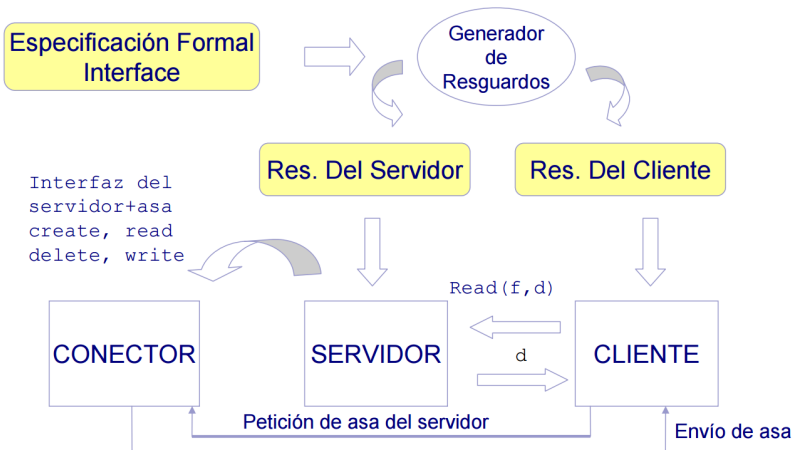 Especificación Formal
Interface
Generador
de
Resguardos
Res. Del Servidor
Res. Del Cliente
Interfaz del
servidor+asa
create, read
delete, write
Read(f,d)
CONECTOR
SERVIDOR
d
CLIENTE
Petición de asa del servidor
Envío de asa